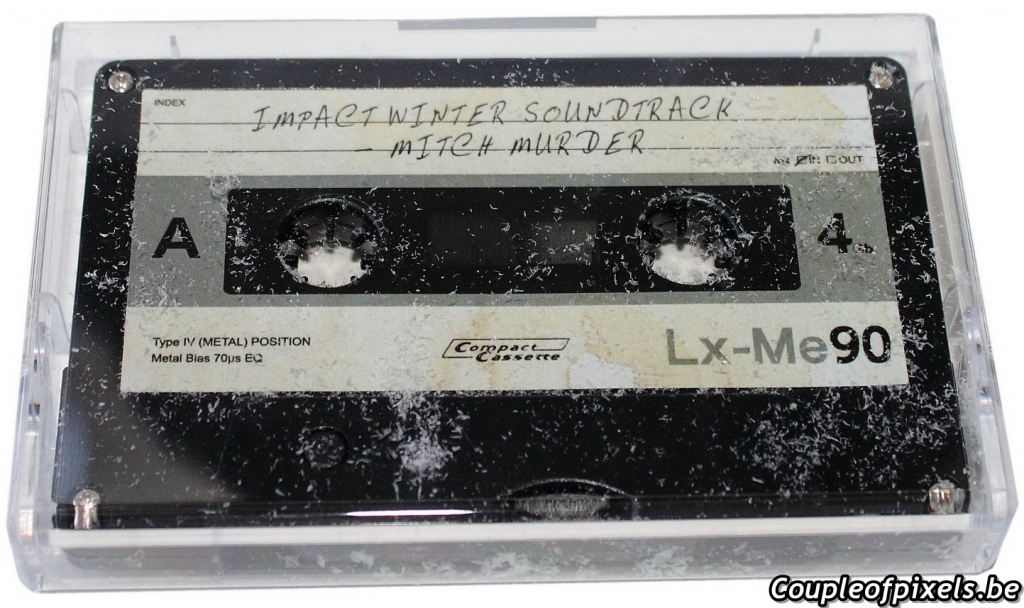 INDEX
IMPACT WINTER SOUNDTRACK
- MITCH MURDER
IN OUT
A
4 Gb
Type IV (METAL) POSITION
Metal Bias 70µs EQ
Compact
Cassette
Lx-Me90
Coupleofpixels.be